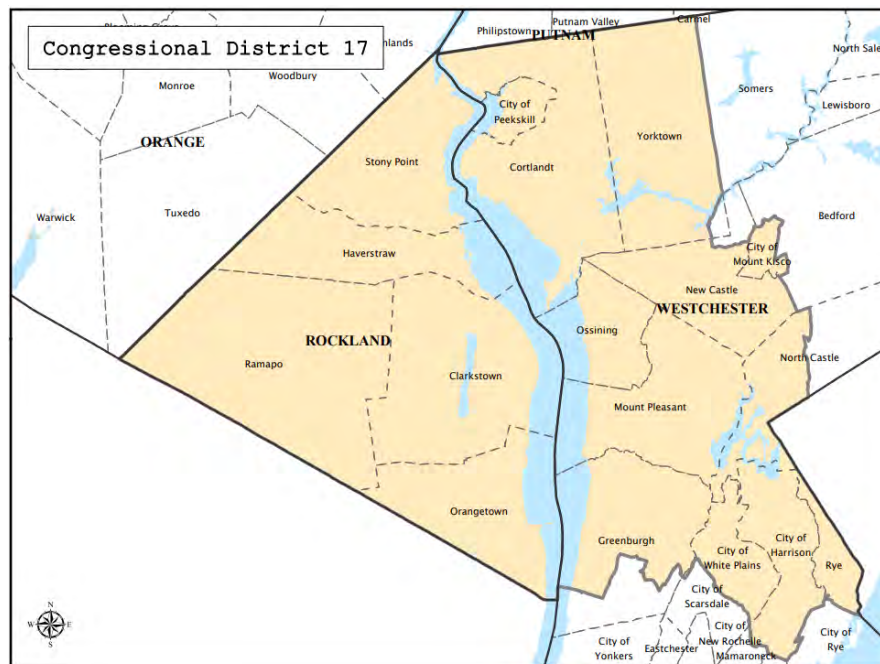 Congressional District 17
Philipstown
Putnam Valley
PUTNAM
Carmel
North Sale
Woodbury
Monroe
Somers
Lewisboro
City of
Peekskill
Yorktown
ORANGE
Stony Point
Cortlandt
Warwick
Tuxedo
Bedford
Haverstraw
City of
Mount Kisco
New Castle
WESTCHESTER
ROCKLAND
Ossining
Ramapo
North Castle
Clarkstown
Mount Pleasant
Orangetown
Greenburgh
City of
Harrison
City of
White Plains
Rye
City of
Scarsdale
N
W
E
S
City of
Yonkers
Eastchester
City of
New Rochelle
Mamaroneck
City of
Rye